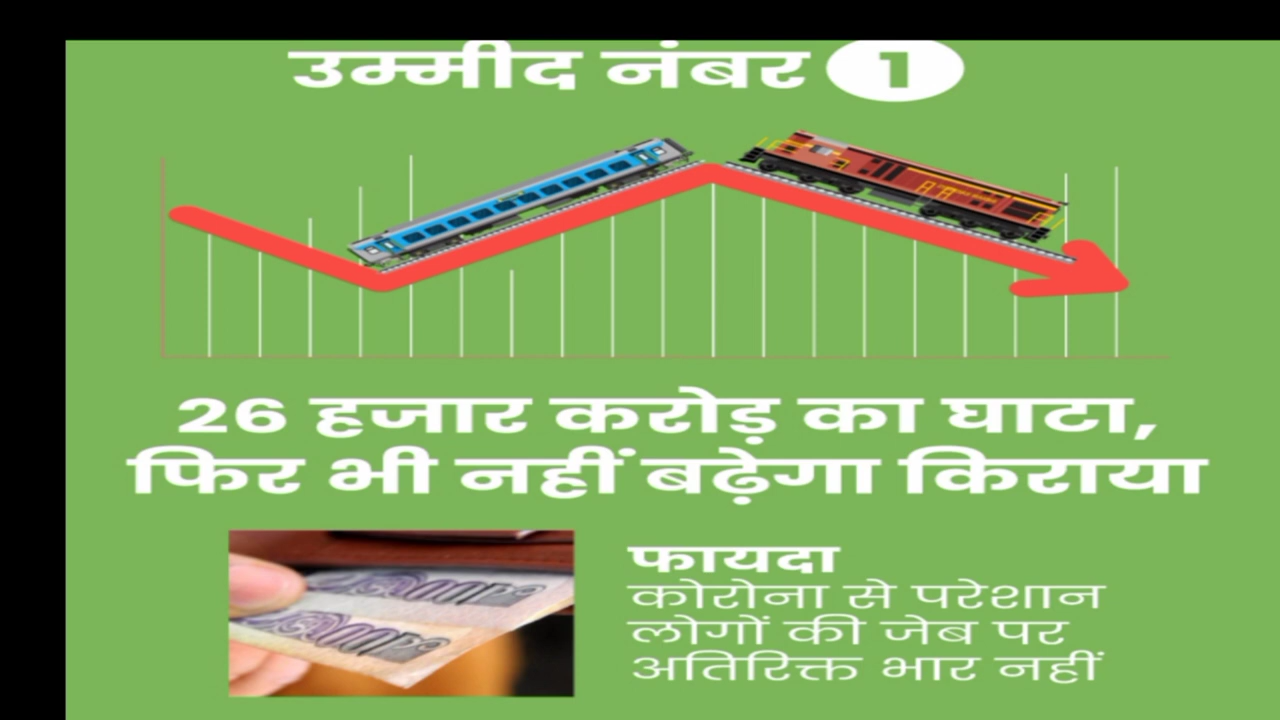 उम्मीद नंबर 1
26 हजार करोड़ का घाटा,
फिर भी नहीं बढ़ेगा किराया
फायदा
कोरोना से परेशान
लोगों की जेब पर
अतिरिक्त भार नहीं